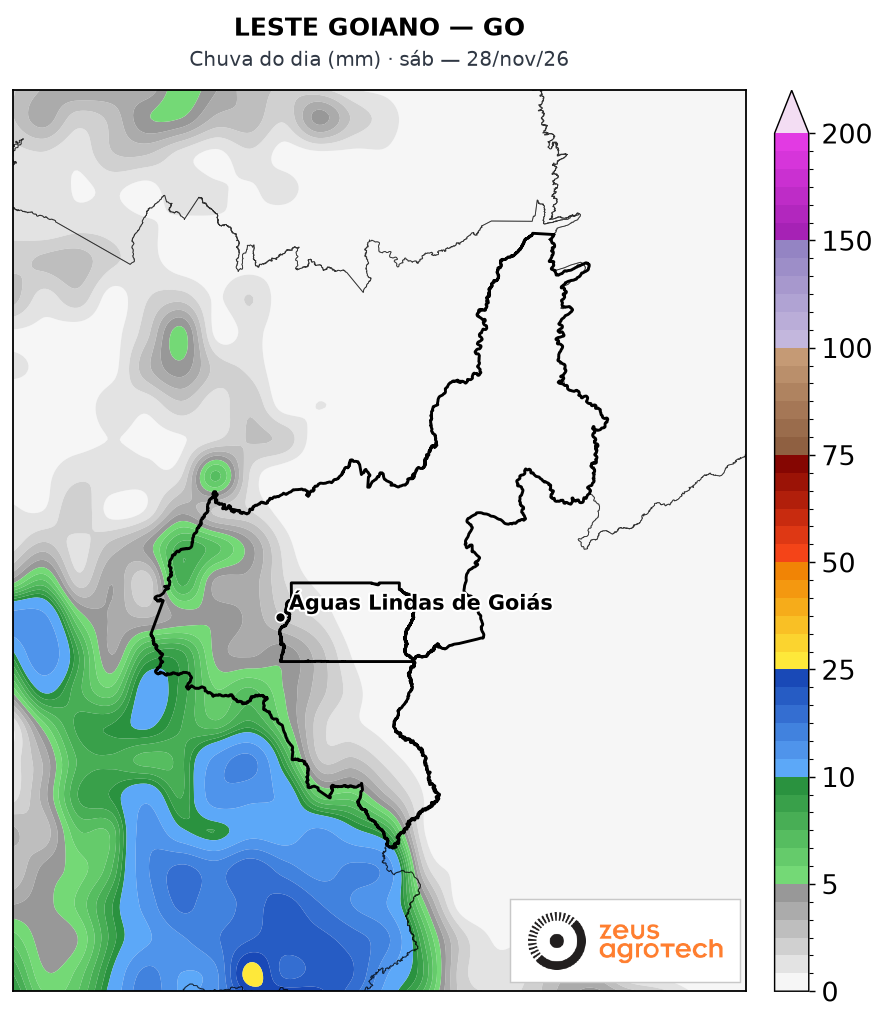 LESTE GOIANO — GO
Chuva do dia (mm) · sáb — 28/nov/26
200
150
100
75
50
25
10
5
0
Águas Lindas de Goiás
zeus
agrotech